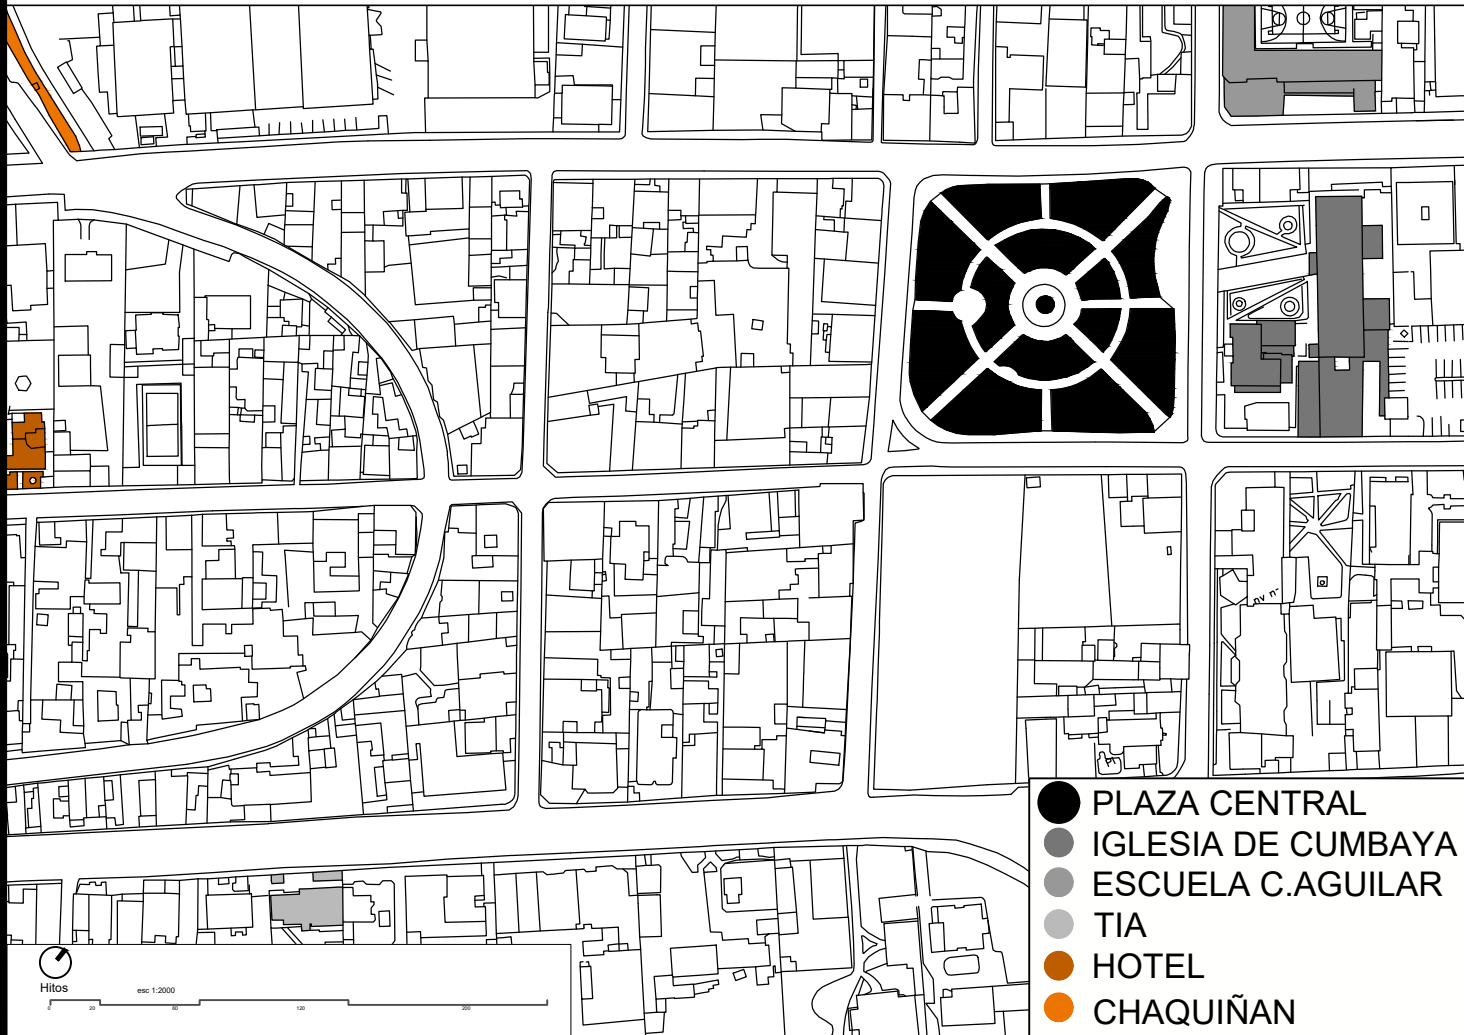 PLAZA CENTRAL
IGLESIA DE CUMBAYA
ESCUELA C.AGUILAR
TIA
HOTEL
CHAQUIÑAN
Hitos
esc 1:2000
0 20 60 120 200